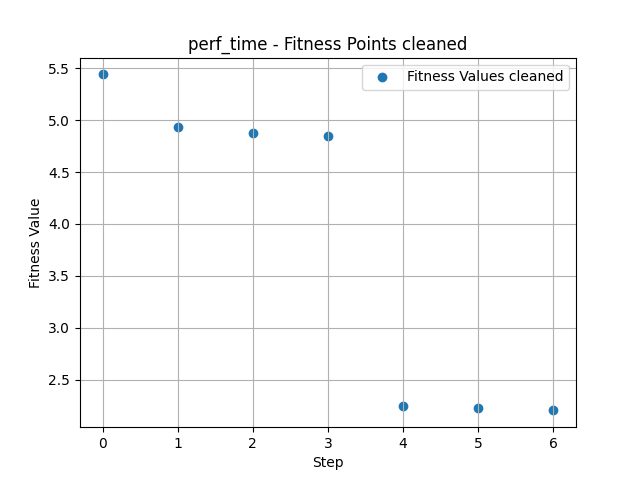 perf_time - Fitness Points cleaned
Fitness Values cleaned
5.5
5.0
4.5
4.0
3.5
3.0
2.5
Fitness Value
0 1 2 3 4 5 6
Step